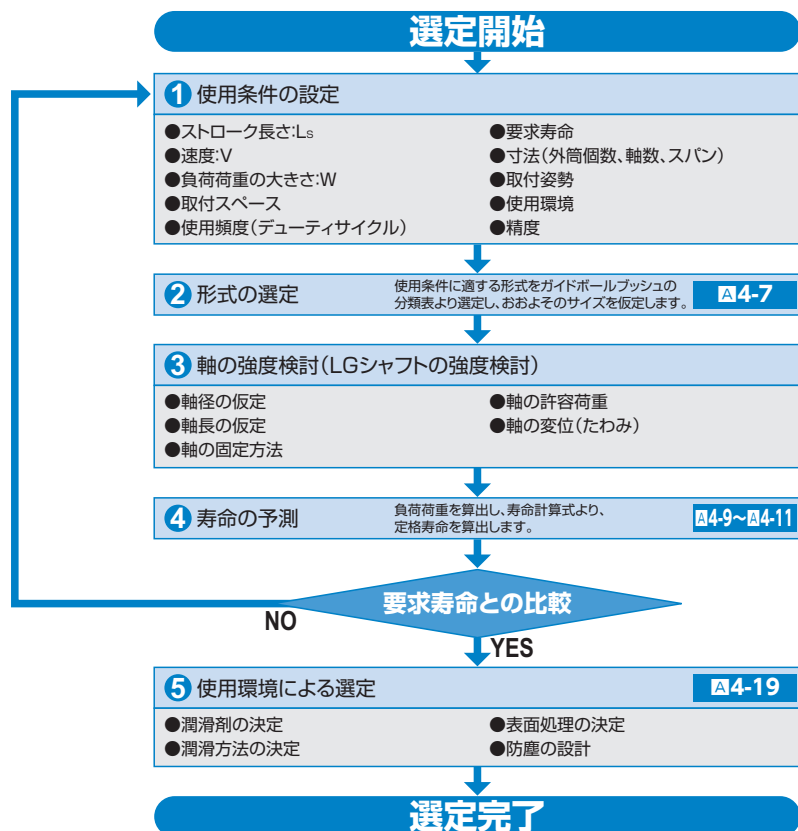 選定開始
1 使用条件の設定
●ストローク長さ:Ls
●速度:V
●負荷荷重の大きさ:W
●取付スペース
●使用頻度(デューティサイクル)
●要求寿命
●寸法(外筒個数、軸数、スパン)
●取付姿勢
●使用環境
●精度
2 形式の選定
使用条件に適する形式をガイドボールブッシュの
分類表より選定し、おおよそのサイズを仮定します。
A4-7
3 軸の強度検討(LGシャフトの強度検討)
●軸径の仮定
●軸長の仮定
●軸の固定方法
●軸の許容荷重
●軸の変位(たわみ)
4 寿命の予測
負荷荷重を算出し、寿命計算式より、
定格寿命を算出します。
A4-9~A4-11
要求寿命との比較
NO
YES
5 使用環境による選定
A4-19
●潤滑剤の決定
●潤滑方法の決定
●表面処理の決定
●防塵の設計
選定完了